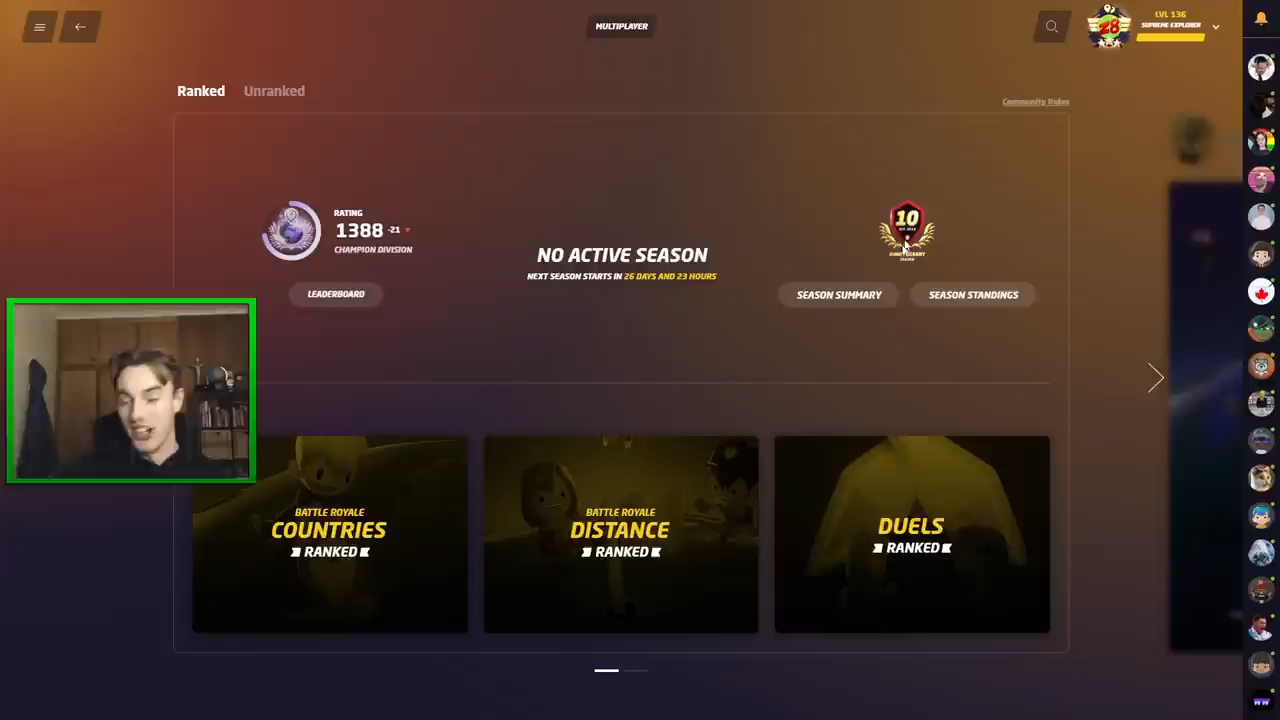 MULTIPLAYER
28
LVL 136
SUPREME EXPLORER
Ranked Unranked
Community Rules
RATING
1388 -21
CHAMPION DIVISION
LEADERBOARD
NO ACTIVE SEASON
NEXT SEASON STARTS IN 26 DAYS AND 23 HOURS
10
SEASON
SEASON SUMMARY
SEASON STANDINGS
BATTLE ROYALE
COUNTRIES
RANKED
BATTLE ROYALE
DISTANCE
RANKED
DUELS
RANKED